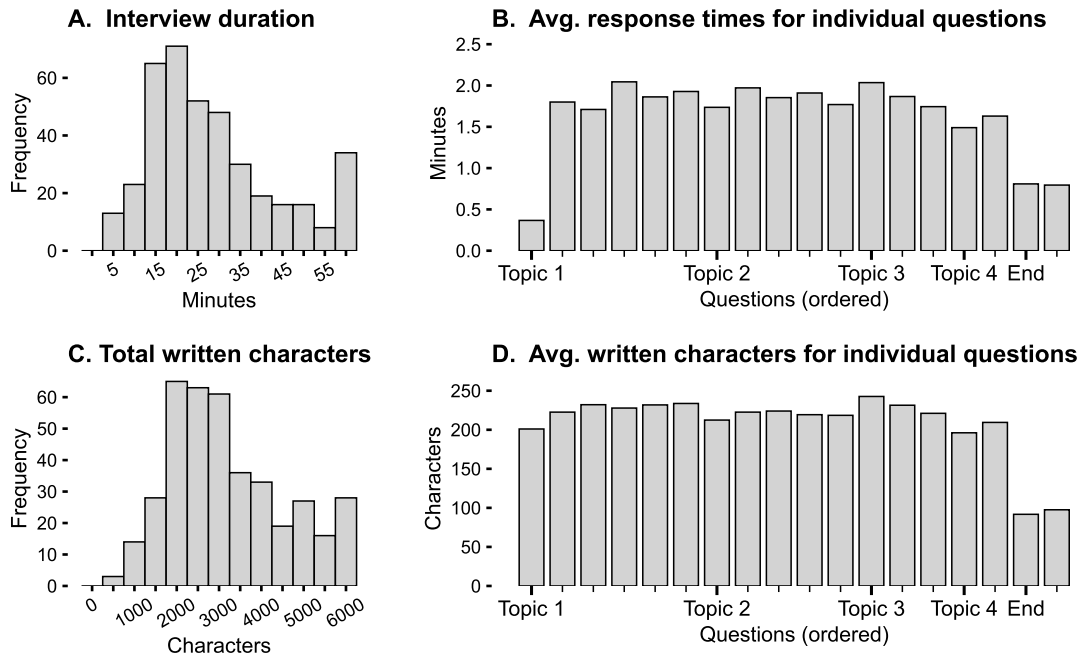 A. Interview duration
Frequency
60
40
20
0
5 15 25 35 45 55
Minutes
B. Avg. response times for individual questions
Minutes
2.5
2.0
1.5
1.0
0.5
0.0
Topic 1 Topic 2 Topic 3 Topic 4 End
Questions (ordered)
C. Total written characters
Frequency
60
50
40
30
20
10
0
0 1000 2000 3000 4000 5000 6000
Characters
D. Avg. written characters for individual questions
Characters
250
200
150
100
50
0
Topic 1 Topic 2 Topic 3 Topic 4 End
Questions (ordered)